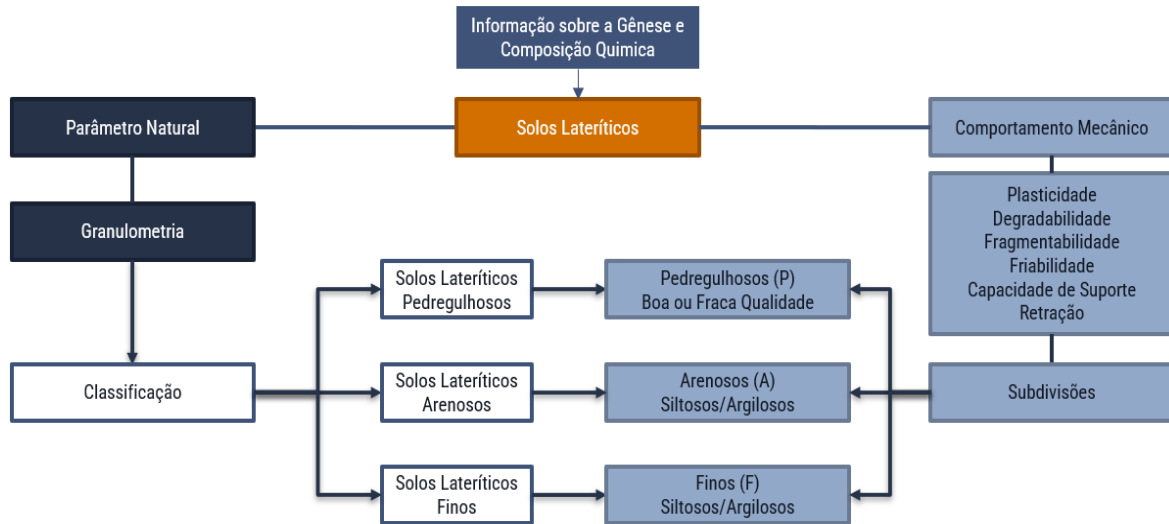 Informação sobre a Gênese e
Composição Quimica
Parâmetro Natural
Solos Lateríticos
Comportamento Mecânico
Granulometria
Plasticidade
Degradabilidade
Fragmentabilidade
Friabilidade
Capacidade de Suporte
Retração
Solos Lateríticos
Pedregulhosos
Pedregulhosos (P)
Boa ou Fraca Qualidade
Classificação
Solos Lateríticos
Arenosos
Arenosos (A)
Siltosos/Argilosos
Subdivisões
Solos Lateríticos
Finos
Finos (F)
Siltosos/Argilosos